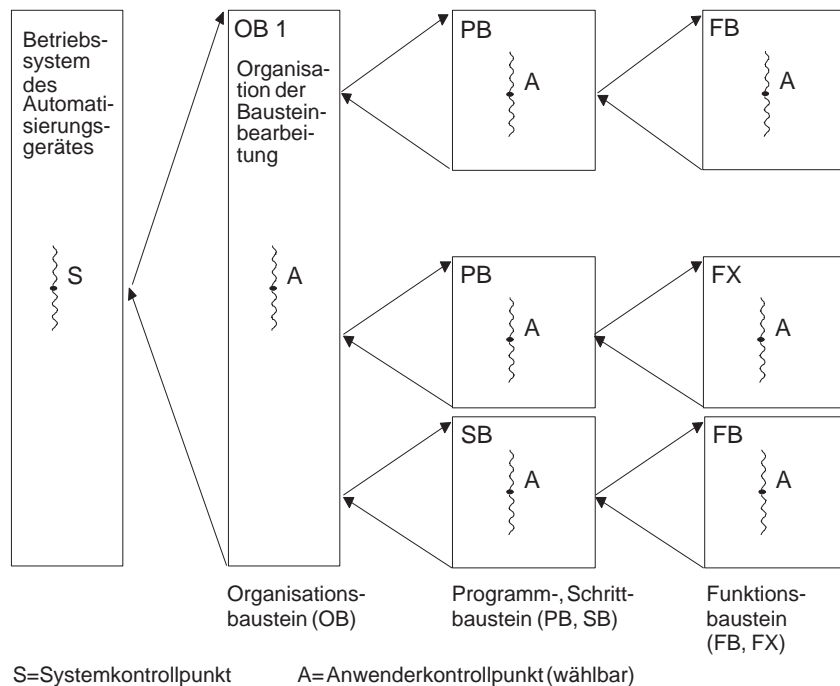 Betriebs-
system
des
Automati-
sierungs-
gerätes
S
OB 1
Organisa-
tion der
Baustein-
bearbei-
tung
A
PB
A
FB
A
PB
A
FX
A
SB
A
FB
A
Organisations-
baustein (OB)
Programm-, Schritt-
baustein (PB, SB)
Funktions-
baustein
(FB, FX)
S=Systemkontrollpunkt
A=Anwenderkontrollpunkt (wählbar)